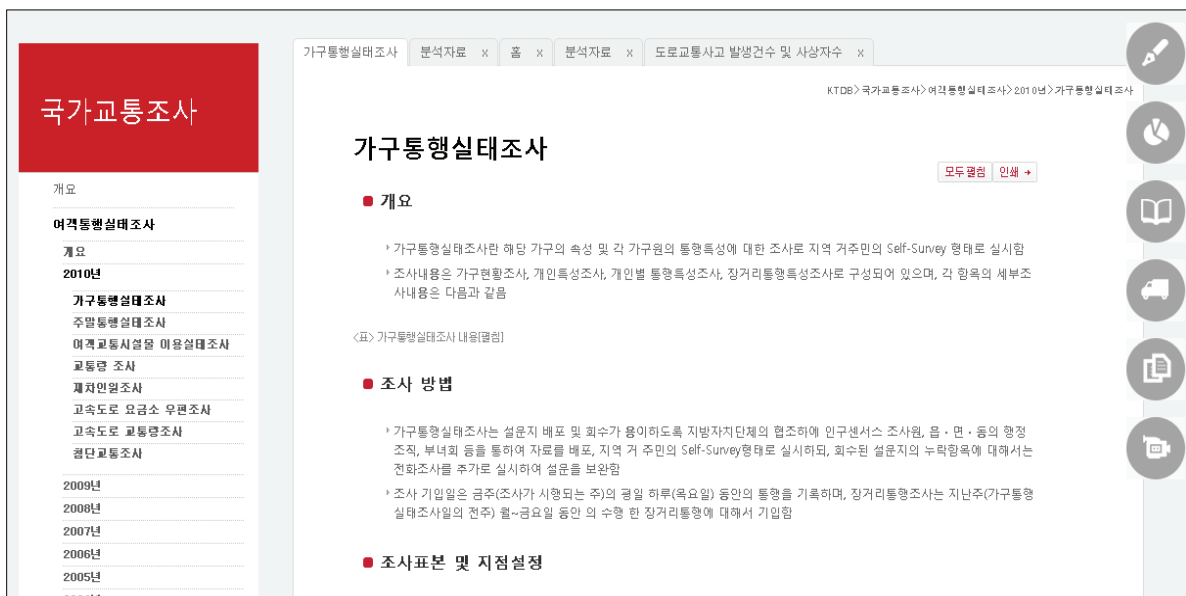 가구통행실태조사 분석자료 x 홈 x 분석자료 x 도로교통사고 발생건수 및 사상자수 x
국가교통조사
KTDB>국가교통조사>여객통행실태조사>2010년>가구통행실태조사
가구통행실태조사
모두펼침 인쇄
개요
여객통행실태조사
개요
2010년
가구통행실태조사
주말통행실태조사
여객교통시설물 이용실태조사
교통량 조사
재차인원조사
고속도로 요금소 우편조사
고속도로 교통량조사
첨단교통조사
2009년
2008년
2007년
2006년
2005년
개요
가구통행실태조사란 해당 가구의 속성 및 각 가구원의 통행특성에 대한 조사로 지역 거주민의 Self-Survey 형태로 실시함
조사내용은 가구현황조사, 개인특성조사, 개인별 통행특성조사, 장거리통행특성조사로 구성되어 있으며, 각 항목의 세부조
사내용은 다음과 같음
<표> 가구통행실태조사 내용[펼침]
조사 방법
가구통행실태조사는 설문지 배포 및 회수가 용이하도록 지방자치단체의 협조하에 인구센서스 조사원, 읍·면·동의 행정
조직, 부녀회 등을 통하여 자료를 배포, 지역 거 주민의 Self-Survey형태로 실시하되, 회수된 설문지의 누락항목에 대해서는
전화조사를 추가로 실시하여 설문을 보완함
조사 기입일은 금주(조사가 시행되는 주)의 평일 하루(목요일) 동안의 통행을 기록하며, 장거리통행조사는 지난주(가구통행
실태조사일의 전주) 월~금요일 동안 의 수행 한 장거리통행에 대해서 기입함
조사표본 및 지점설정